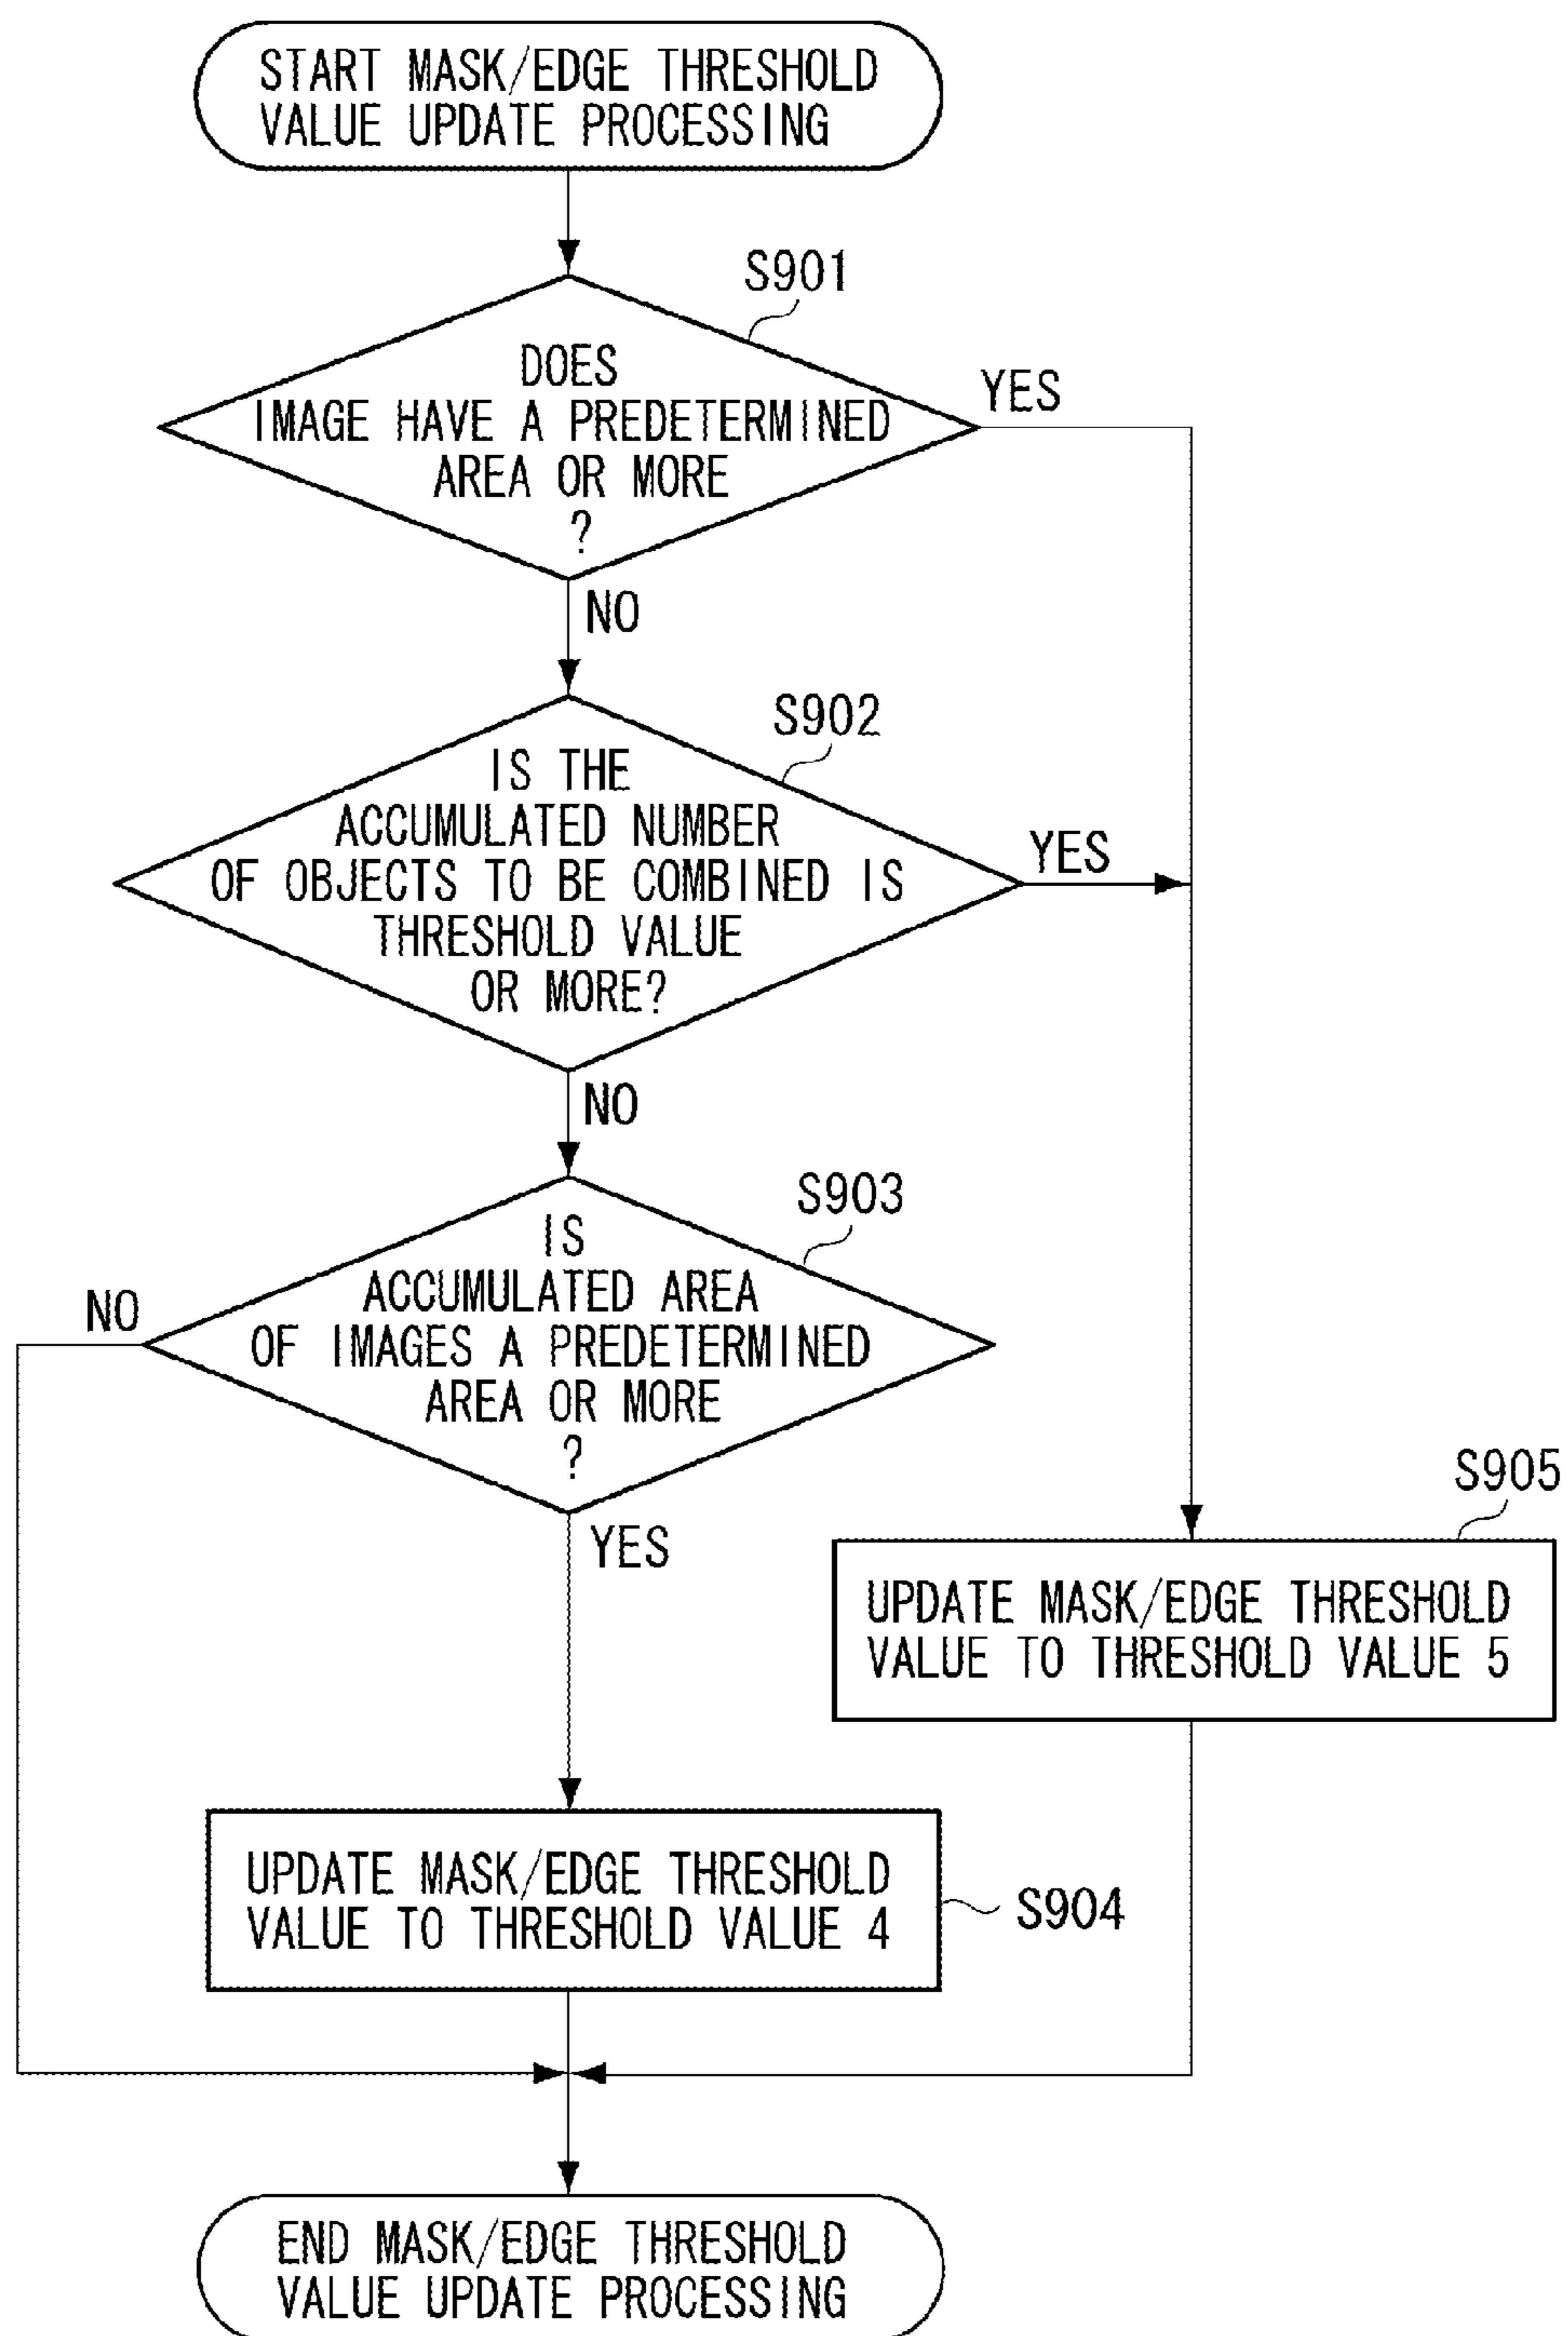 START MASK/EDGE THRESHOLD
VALUE UPDATE PROCESSING
S901
DOES
IMAGE HAVE A PREDETERMINED
AREA OR MORE
?
YES
NO
S902
IS THE
ACCUMULATED NUMBER
OF OBJECTS TO BE COMBINED IS
THRESHOLD VALUE
OR MORE?
YES
NO
S903
IS
ACCUMULATED AREA
OF IMAGES A PREDETERMINED
AREA OR MORE
?
NO
YES
S905
UPDATE MASK/EDGE THRESHOLD
VALUE TO THRESHOLD VALUE 5
UPDATE MASK/EDGE THRESHOLD
VALUE TO THRESHOLD VALUE 4
S904
END MASK/EDGE THRESHOLD
VALUE UPDATE PROCESSING